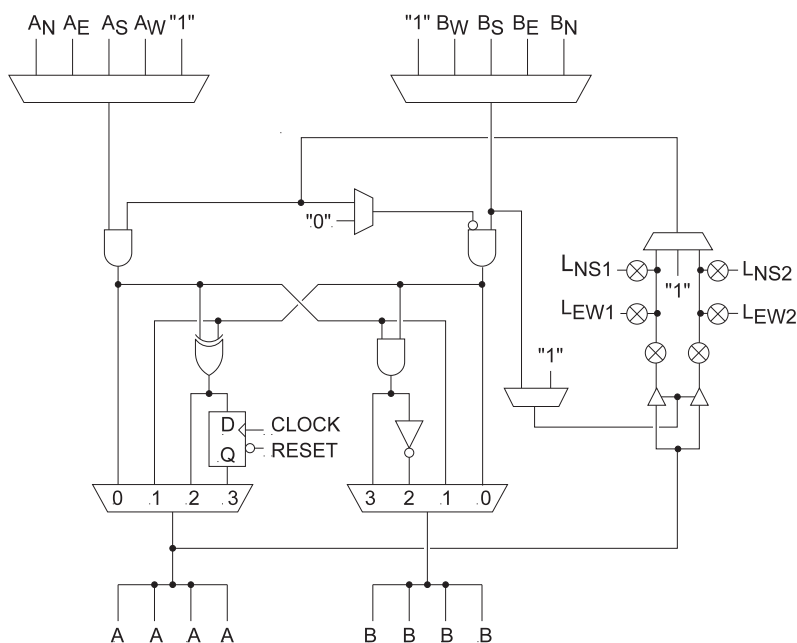 AN AE AS AW "1"
"1" BW BS BE BN
"0"
LNS1
"1"
LNS2
LEW1
LEW2
"1"
D
CLOCK
Q
RESET
0 1 2 3
3 2 1 0
A A A A
B B B B